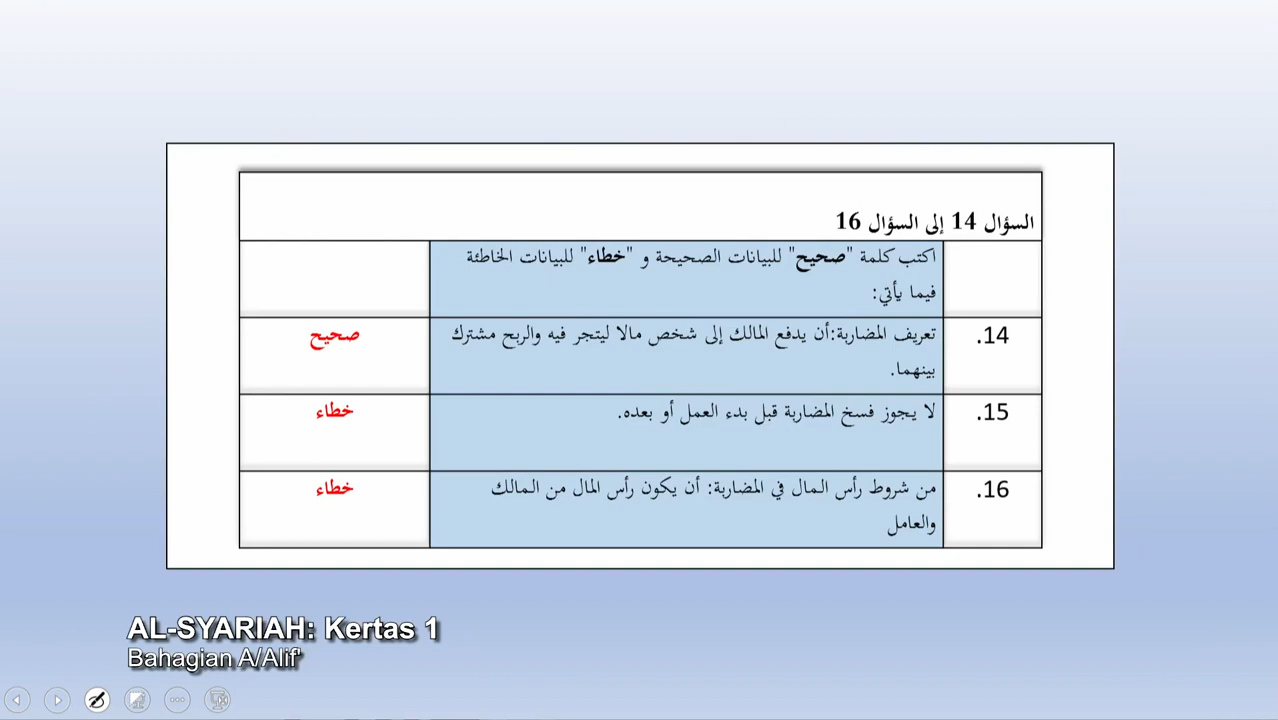 السؤال 14 إلى السؤال 16
اكتب كلمة "صحيح" للبيانات الصحيحة و "خطاء" للبيانات الخاطئة
فيما يأتي:
14. تعريف المضاربة:أن يدفع المالك إلى شخص مالا ليتجر فيه والربح مشترك
بينهما.
صحيح
15. لا يجوز فسخ المضاربة قبل بدء العمل أو بعده.
خطاء
16. من شروط رأس المال في المضاربة: أن يكون رأس المال من المالك
والعامل
خطاء
AL-SYARIAH: Kertas 1
Bahagian A/Alif'